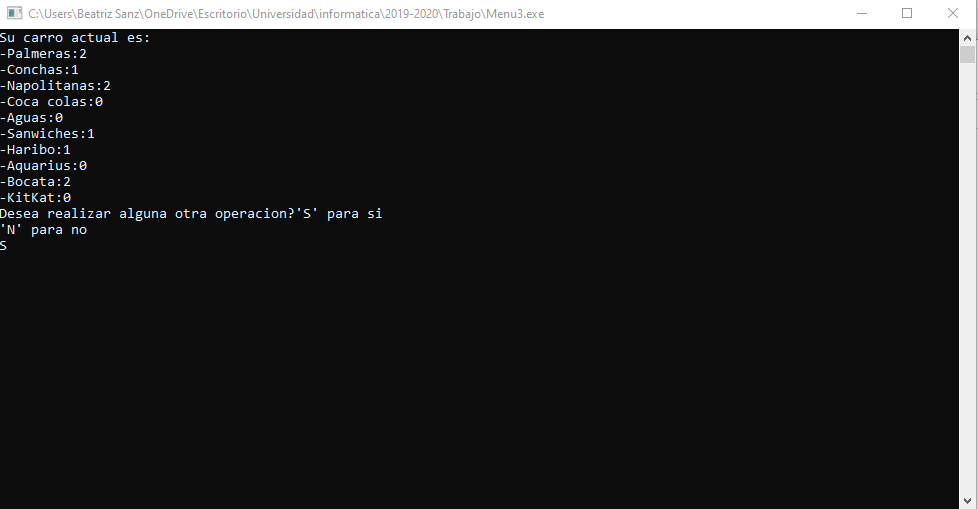 C:\Users\Beatriz Sanz\OneDrive\Escritorio\Universidad\informatica\2019-2020\Trabajo\Menu3.exe
Su carro actual es:
-Palmeras:2
-Conchas:1
-Napolitanas:2
-Coca colas:0
-Aguas:0
-Sanwiches:1
-Haribo:1
-Aquarius:0
-Bocata:2
-KitKat:0
Desea realizar alguna otra operacion?'S' para si
'N' para no
S